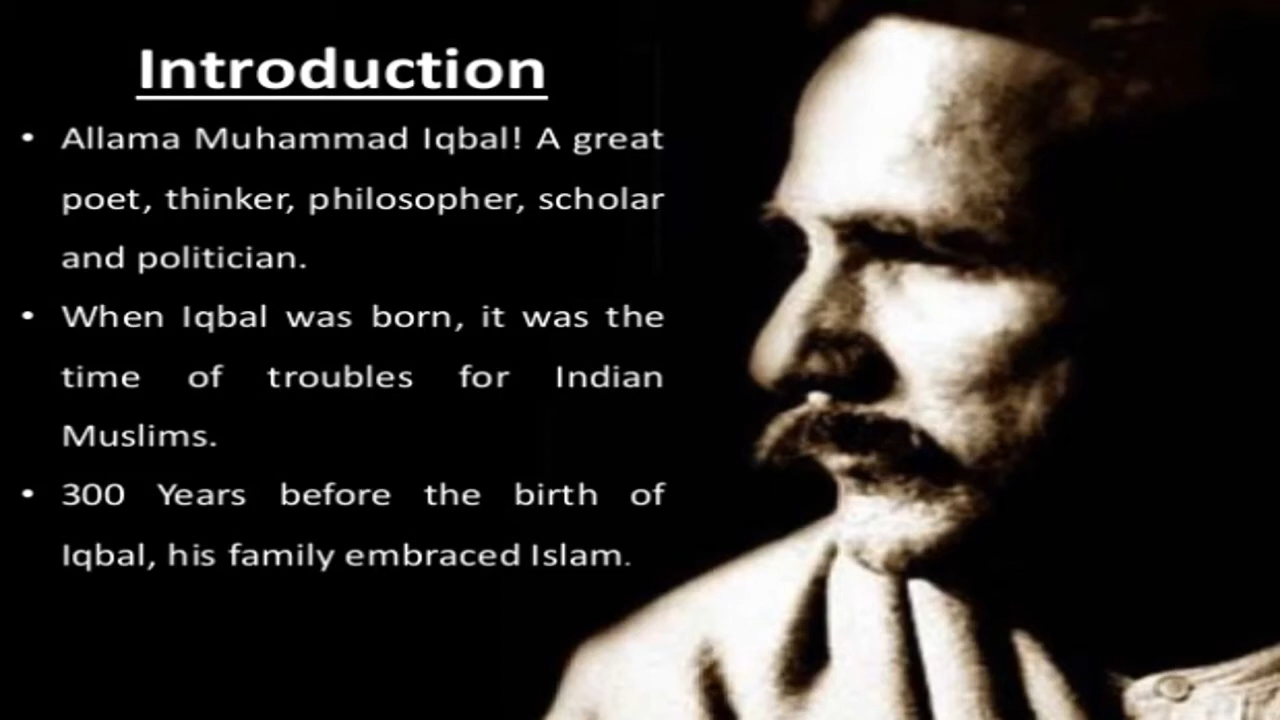 Introduction
• Allama Muhammad Iqbal! A great
poet, thinker, philosopher, scholar
and politician.
• When Iqbal was born, it was the
time of troubles for Indian
Muslims.
• 300 Years before the birth of
Iqbal, his family embraced Islam.